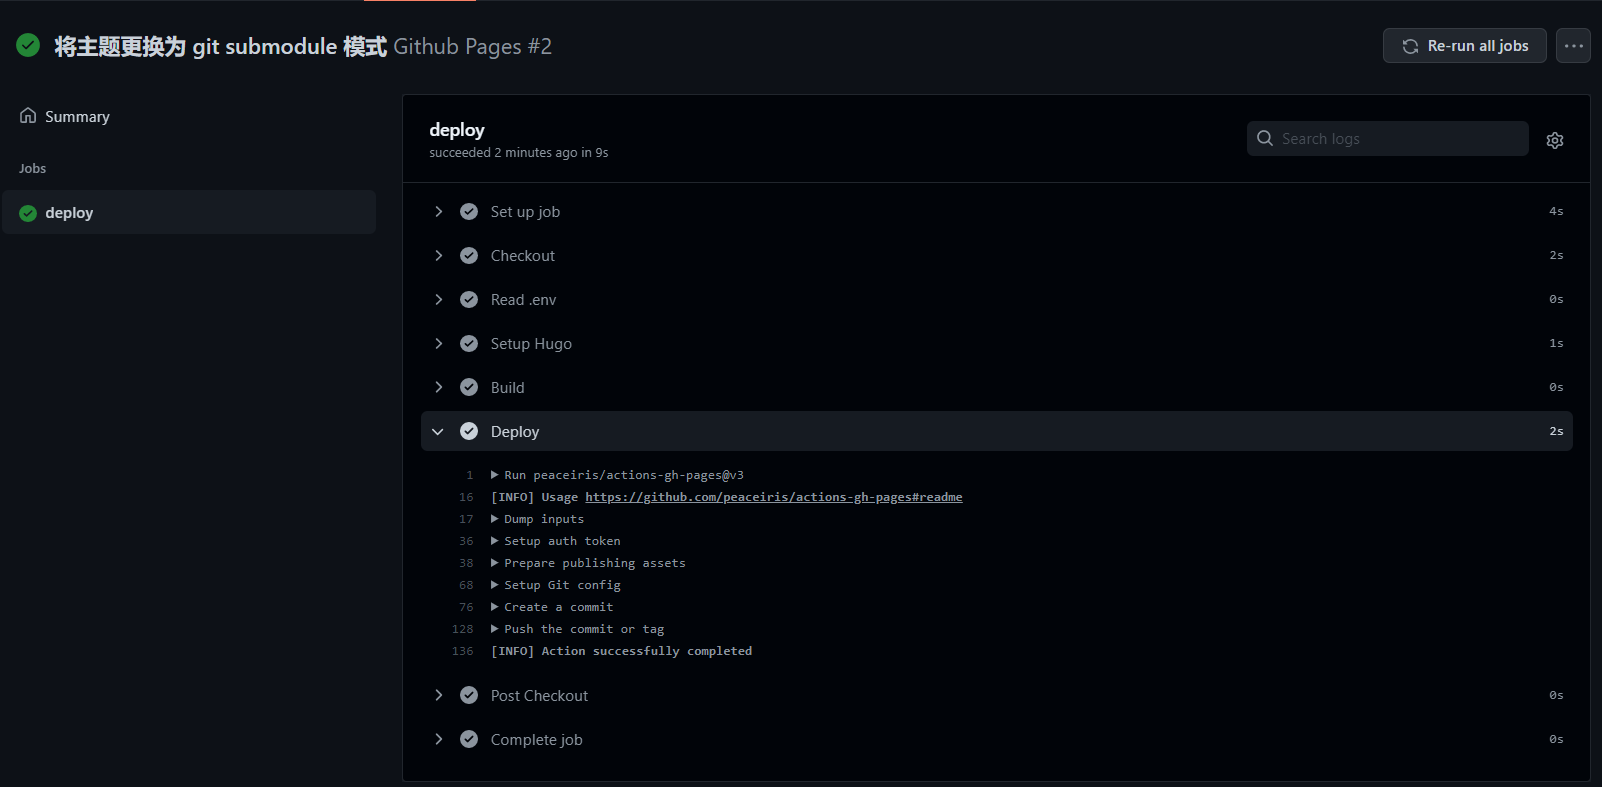 将主题更换为 git submodule 模式 Github Pages #2
Re-run all jobs
Summary
Jobs
deploy
deploy
succeeded 2 minutes ago in 9s
Search logs
Set up job 4s
Checkout 2s
Read .env 0s
Setup Hugo 1s
Build 0s
Deploy 2s
1 Run peaceiris/actions-gh-pages@v3
16 [INFO] Usage https://github.com/peaceiris/actions-gh-pages#readme
17 Dump inputs
36 Setup auth token
38 Prepare publishing assets
68 Setup Git config
76 Create a commit
128 Push the commit or tag
136 [INFO] Action successfully completed
Post Checkout 0s
Complete job 0s